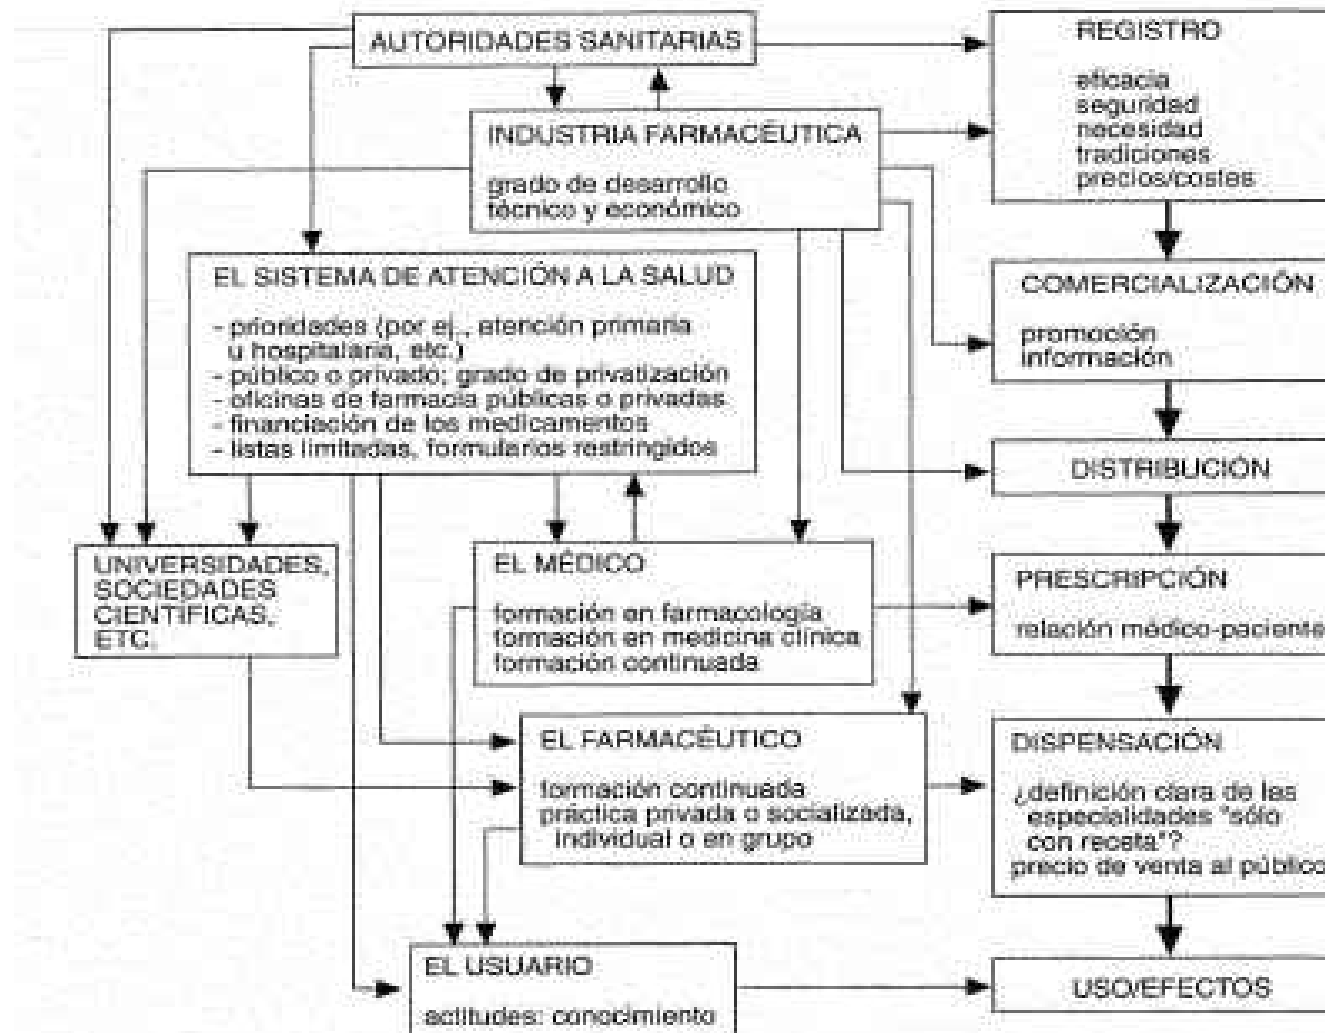 AUTORIDADES SANITARIAS
REGISTRO
eficacia
seguridad
necesidad
tradiciones
precios/costes
INDUSTRIA FARMACÉUTICA
grado de desarrollo
técnico y económico
EL SISTEMA DE ATENCIÓN A LA SALUD
- prioridades (por ej., atención primaria
u hospitalaria, etc.)
- público o privado; grado de privatización
- oficinas de farmacia públicas o privadas
- financiación de los medicamentos
- listas limitadas, formularios restringidos
COMERCIALIZACIÓN
promoción
información
DISTRIBUCIÓN
UNIVERSIDADES,
SOCIEDADES
CIENTÍFICAS,
ETC.
EL MÉDICO
formación en farmacología
formación en medicina clínica
formación continuada
PRESCRIPCIÓN
relación médico-paciente
EL FARMACÉUTICO
formación continuada
práctica privada o socializada,
individual o en grupo
DISPENSACIÓN
¿definición clara de las
especialidades "sólo
con receta"?
precio de venta al público
EL USUARIO
actitudes: conocimiento
USO/EFECTOS